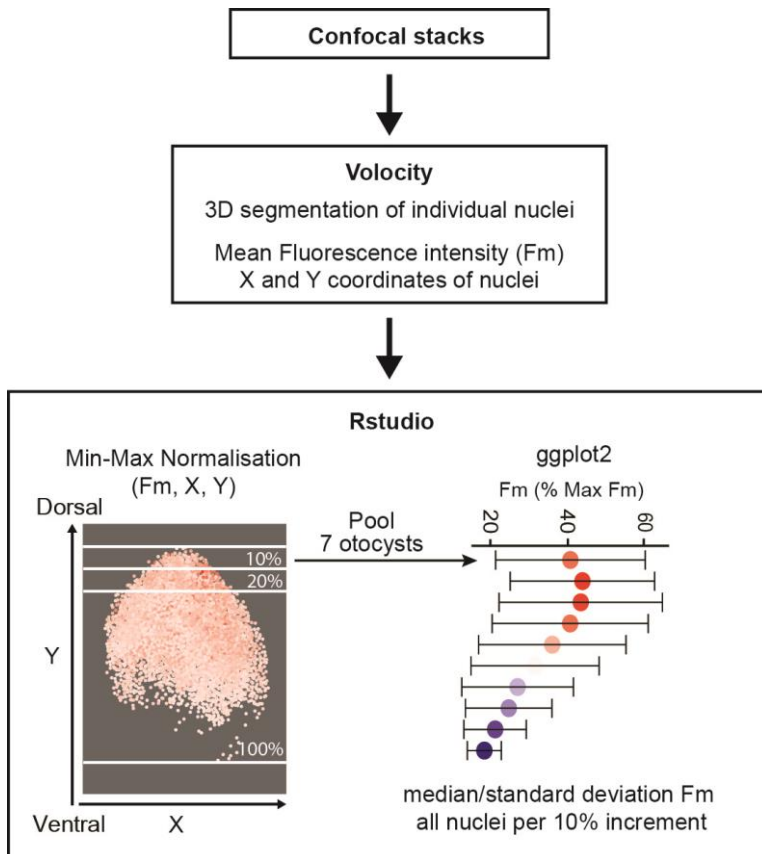 Confocal stacks
Volocity
3D segmentation of individual nuclei
Mean Fluorescence intensity (Fm)
X and Y coordinates of nuclei
Rstudio
Min-Max Normalisation
(Fm, X, Y)
Dorsal
10%
20%
Y
100%
Ventral
X
Pool
7 otocysts
ggplot2
Fm (% Max Fm)
20
40
60
median/standard deviation Fm
all nuclei per 10% increment